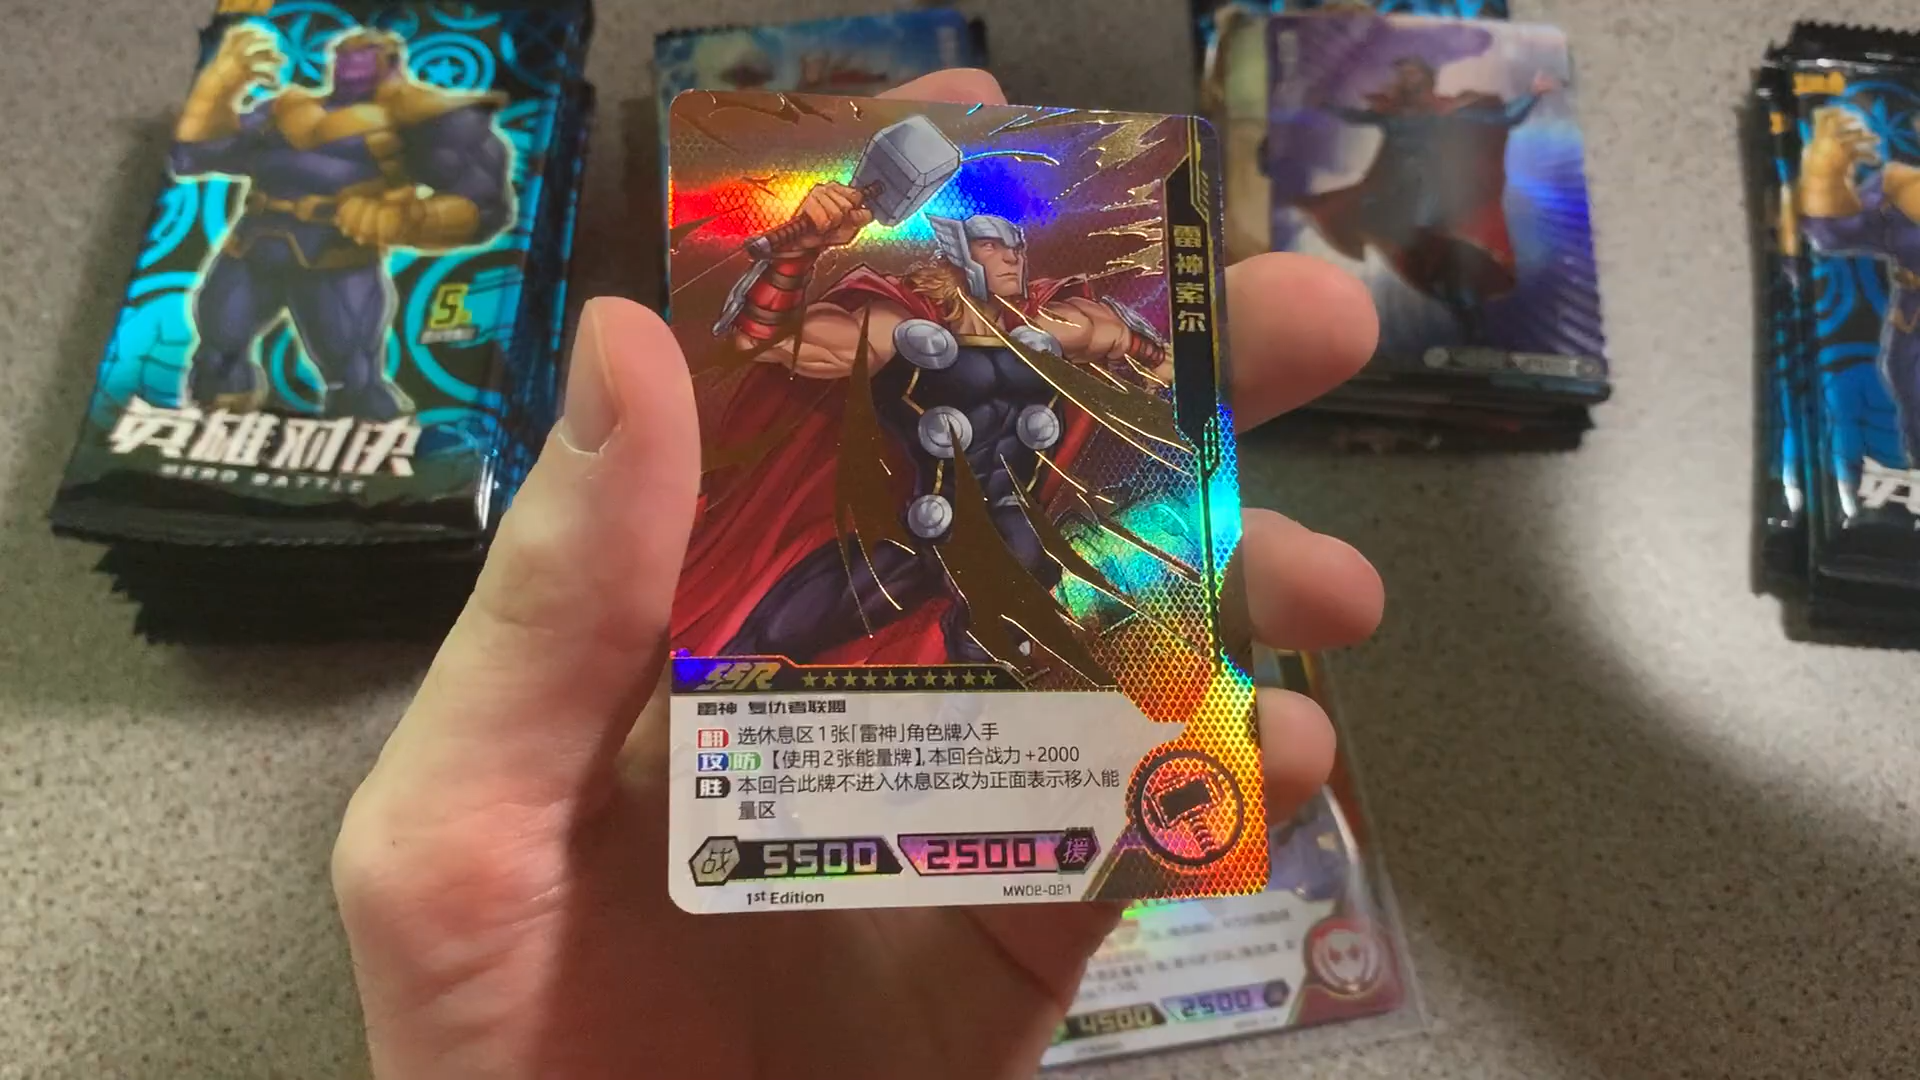 英雄对决
HERO BATTLE
雷神索尔
SSR ★★★★★★★★★★
雷神 复仇者联盟
翻 选休息区1张「雷神」角色牌入手
攻 防 【使用2张能量牌】,本回合战力+2000
胜 本回合此牌不进入休息区改为正面表示移入能
量区
战 5500 2500 援
1st Edition MW02-021
4500 2500